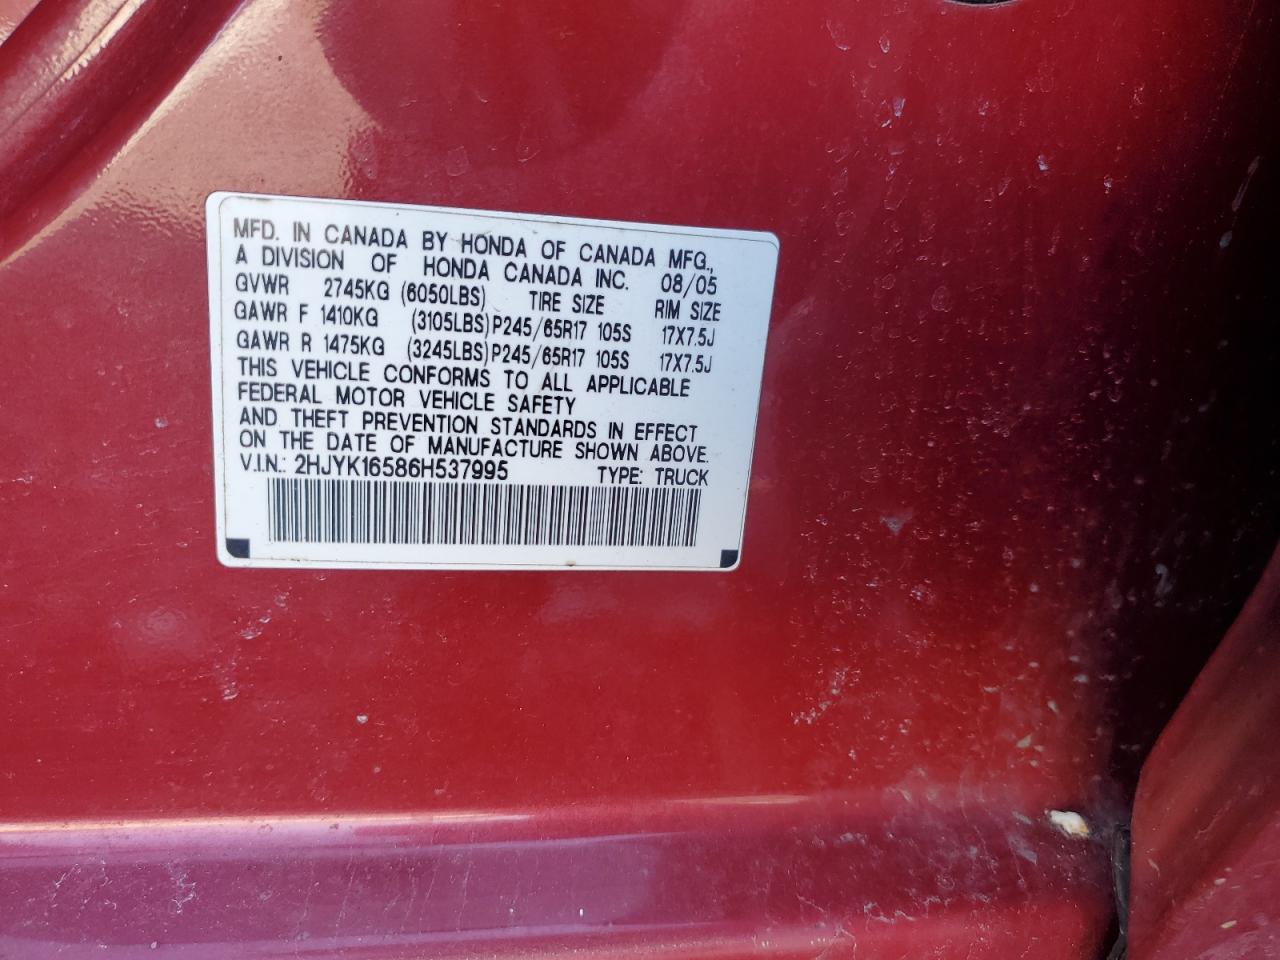 MFD. IN CANADA BY HONDA OF CANADA MFG.,
A DIVISION OF HONDA CANADA INC. 08/05
GVWR 2745KG (6050LBS) TIRE SIZE RIM SIZE
GAWR F 1410KG (3105LBS) P245/65R17 105S 17X7.5J
GAWR R 1475KG (3245LBS) P245/65R17 105S 17X7.5J
THIS VEHICLE CONFORMS TO ALL APPLICABLE
FEDERAL MOTOR VEHICLE SAFETY
AND THEFT PREVENTION STANDARDS IN EFFECT
ON THE DATE OF MANUFACTURE SHOWN ABOVE.
V.I.N.: 2HJYK16586H537995 TYPE: TRUCK